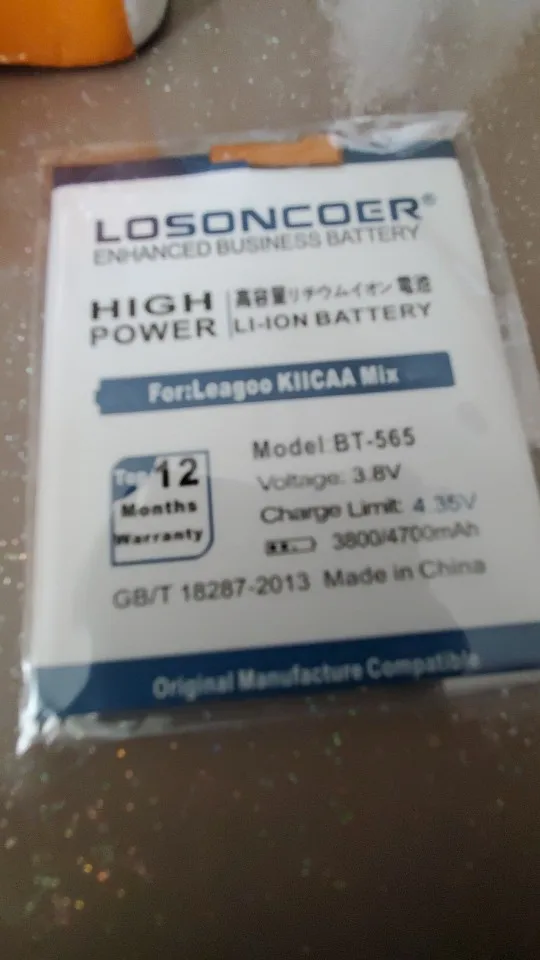 LOSONCOER®
ENHANCED BUSINESS BATTERY
HIGH POWER
高容量リチウムイオン 電池
LI-ION BATTERY
For:Leagoo KIICAA Mix
Model:BT-565
Voltage: 3.8V
Charge Limit: 4.35V
3800/4700mAh
Top 12
Months
Warranty
GB/T 18287-2013 Made in China
Original Manufacture Compatible